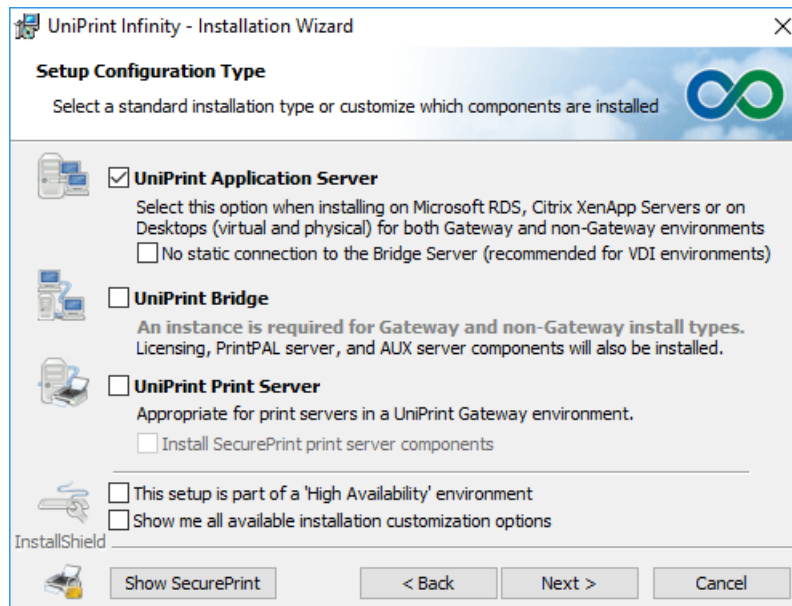 UniPrint Infinity - Installation Wizard
Setup Configuration Type
Select a standard installation type or customize which components are installed
UniPrint Application Server
Select this option when installing on Microsoft RDS, Citrix XenApp Servers or on
Desktops (virtual and physical) for both Gateway and non-Gateway environments
No static connection to the Bridge Server (recommended for VDI environments)
UniPrint Bridge
An instance is required for Gateway and non-Gateway install types.
Licensing, PrintPAL server, and AUX server components will also be installed.
UniPrint Print Server
Appropriate for print servers in a UniPrint Gateway environment.
Install SecurePrint print server components
This setup is part of a 'High Availability' environment
Show me all available installation customization options
InstallShield
Show SecurePrint
< Back
Next >
Cancel